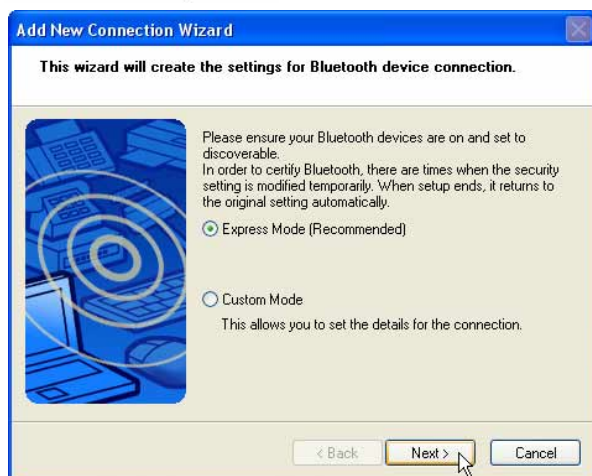 Add New Connection Wizard
This wizard will create the settings for Bluetooth device connection.
Please ensure your Bluetooth devices are on and set to
discoverable.
In order to certify Bluetooth, there are times when the security
setting is modified temporarily. When setup ends, it returns to
the original setting automatically.
Express Mode (Recommended)
Custom Mode
This allows you to set the details for the connection.
< Back Next > Cancel